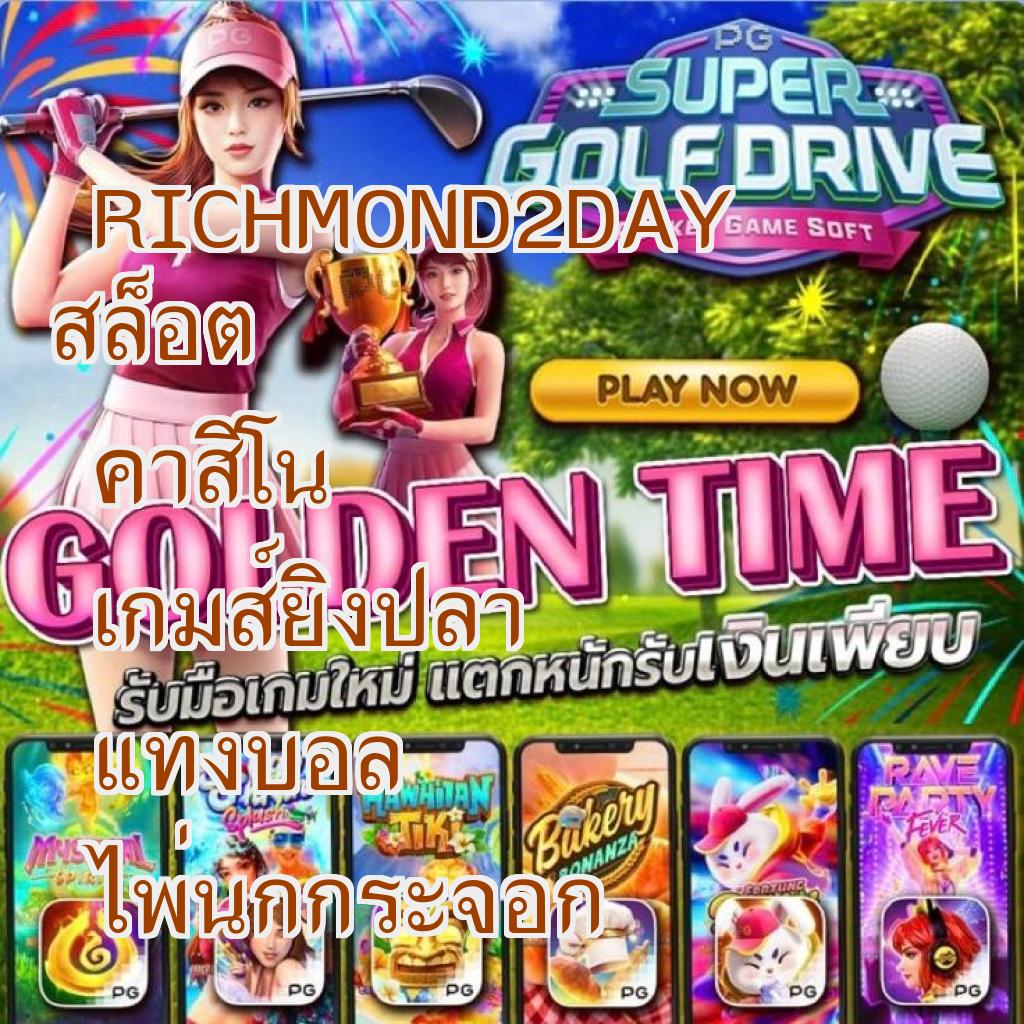 PG
PG
SUPER
GOLF DRIVE
GAME SOFT
RICHMOND2DAY
สล็อต
PLAY NOW
คาสิโน
GOLDEN TIME
เกมส์ยิงปลา
รับมือเกมใหม่ แตกหนักรับเงินเพียบ
แทงบอล
HAWAIIAN
TIKI
Bakery
BONANZA
RAVE
PARTY
FEVER
ไพ่นกกระจอก
PG
PG
PG
PG
PG
PG